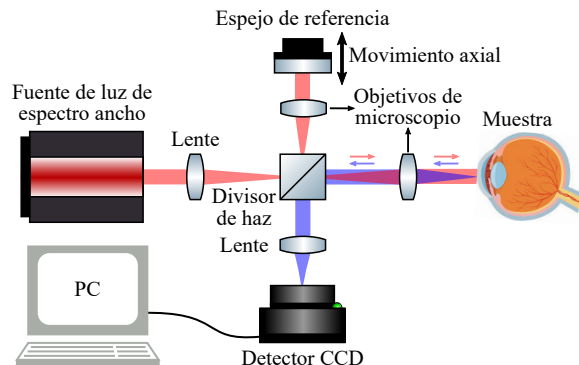 Espejo de referencia
Movimiento axial
Fuente de luz de
espectro ancho
Objetivos de
microscopio
Lente
Muestra
Divisor
de haz
Lente
PC
Detector CCD